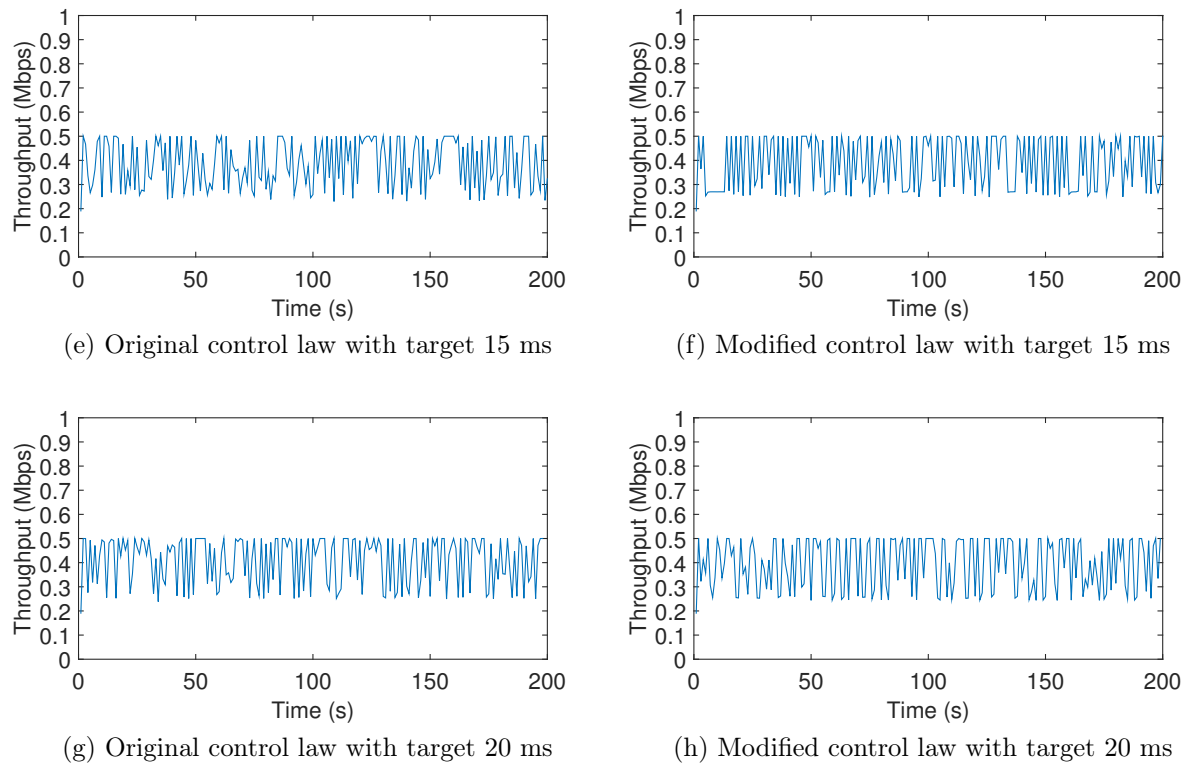 Throughput (Mbps)
1
0.9
0.8
0.7
0.6
0.5
0.4
0.3
0.2
0.1
0
0 50 100 150 200
Time (s)
(e) Original control law with target 15 ms
Throughput (Mbps)
1
0.9
0.8
0.7
0.6
0.5
0.4
0.3
0.2
0.1
0
0 50 100 150 200
Time (s)
(f) Modified control law with target 15 ms
Throughput (Mbps)
1
0.9
0.8
0.7
0.6
0.5
0.4
0.3
0.2
0.1
0
0 50 100 150 200
Time (s)
(g) Original control law with target 20 ms
Throughput (Mbps)
1
0.9
0.8
0.7
0.6
0.5
0.4
0.3
0.2
0.1
0
0 50 100 150 200
Time (s)
(h) Modified control law with target 20 ms